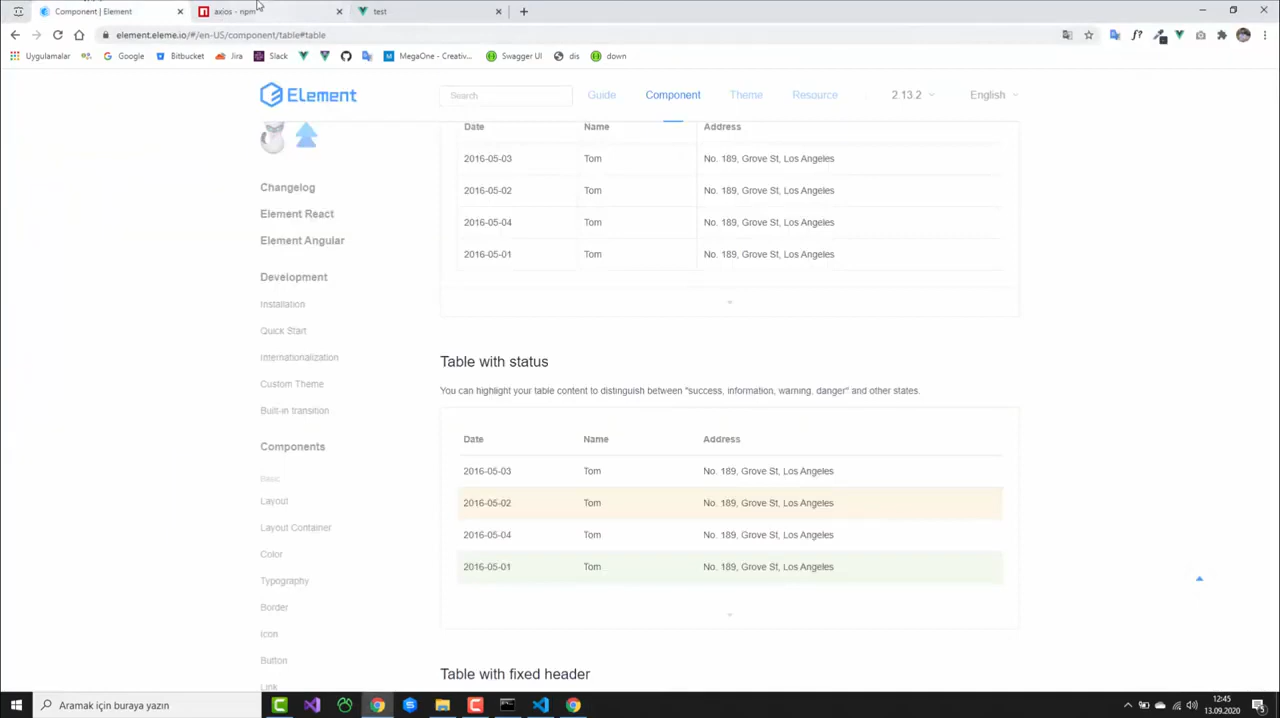 Component | Element
axios - npm
test
element.eleme.io/#/en-US/component/table#table
Uygulamalar
Google
Bitbucket
Jira
Slack
MegaOne - Creativ...
Swagger UI
dis
down
Element
Search
Guide
Component
Theme
Resource
2.13.2
English
Changelog
Element React
Element Angular
Development
Installation
Quick Start
Internationalization
Custom Theme
Built-in transition
Components
Basic
Layout
Layout Container
Color
Typography
Border
Icon
Button
Link
Date Name Address
2016-05-03 Tom No. 189, Grove St, Los Angeles
2016-05-02 Tom No. 189, Grove St, Los Angeles
2016-05-04 Tom No. 189, Grove St, Los Angeles
2016-05-01 Tom No. 189, Grove St, Los Angeles
Table with status
You can highlight your table content to distinguish between "success, information, warning, danger" and other states.
Date Name Address
2016-05-03 Tom No. 189, Grove St, Los Angeles
2016-05-02 Tom No. 189, Grove St, Los Angeles
2016-05-04 Tom No. 189, Grove St, Los Angeles
2016-05-01 Tom No. 189, Grove St, Los Angeles
Table with fixed header
Aramak için buraya yazın
12:45
13.09.2020